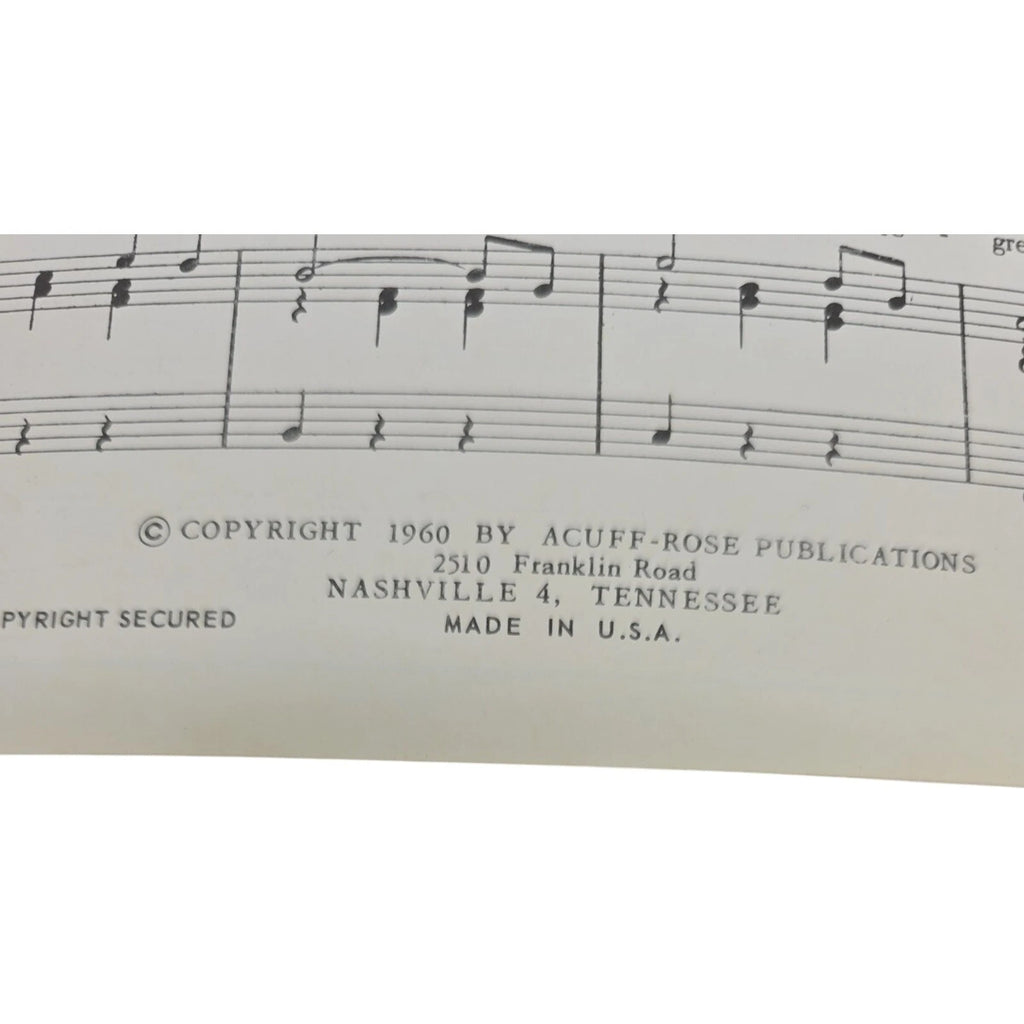 gre
© COPYRIGHT 1960 BY ACUFF-ROSE PUBLICATIONS
2510 Franklin Road
NASHVILLE 4, TENNESSEE
PYRIGHT SECURED
MADE IN U.S.A.